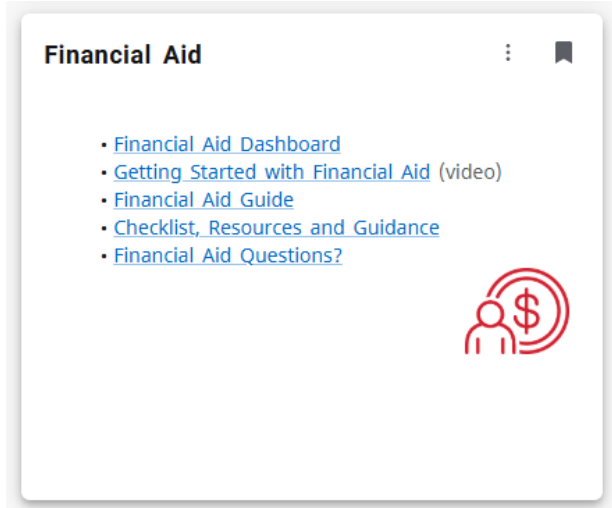 Financial Aid
• Financial Aid Dashboard
• Getting Started with Financial Aid (video)
• Financial Aid Guide
• Checklist, Resources and Guidance
• Financial Aid Questions?
$